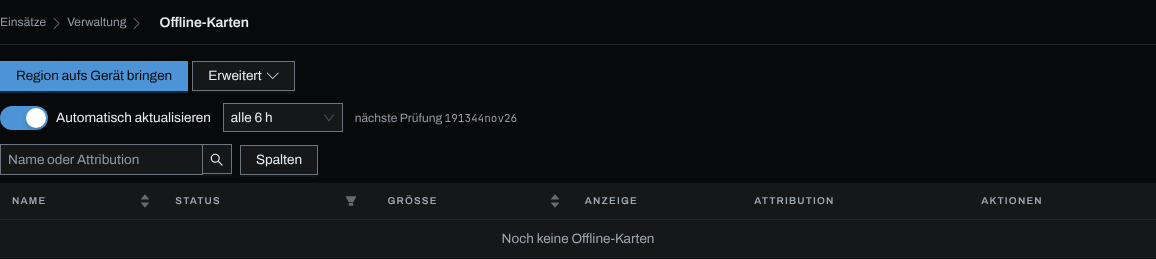 Einsätze Verwaltung Offline-Karten
Region aufs Gerät bringen Erweitert
Automatisch aktualisieren alle 6 h nächste Prüfung 191344nov26
Name oder Attribution Spalten
NAME STATUS GRÖSSE ANZEIGE ATTRIBUTION AKTIONEN
Noch keine Offline-Karten